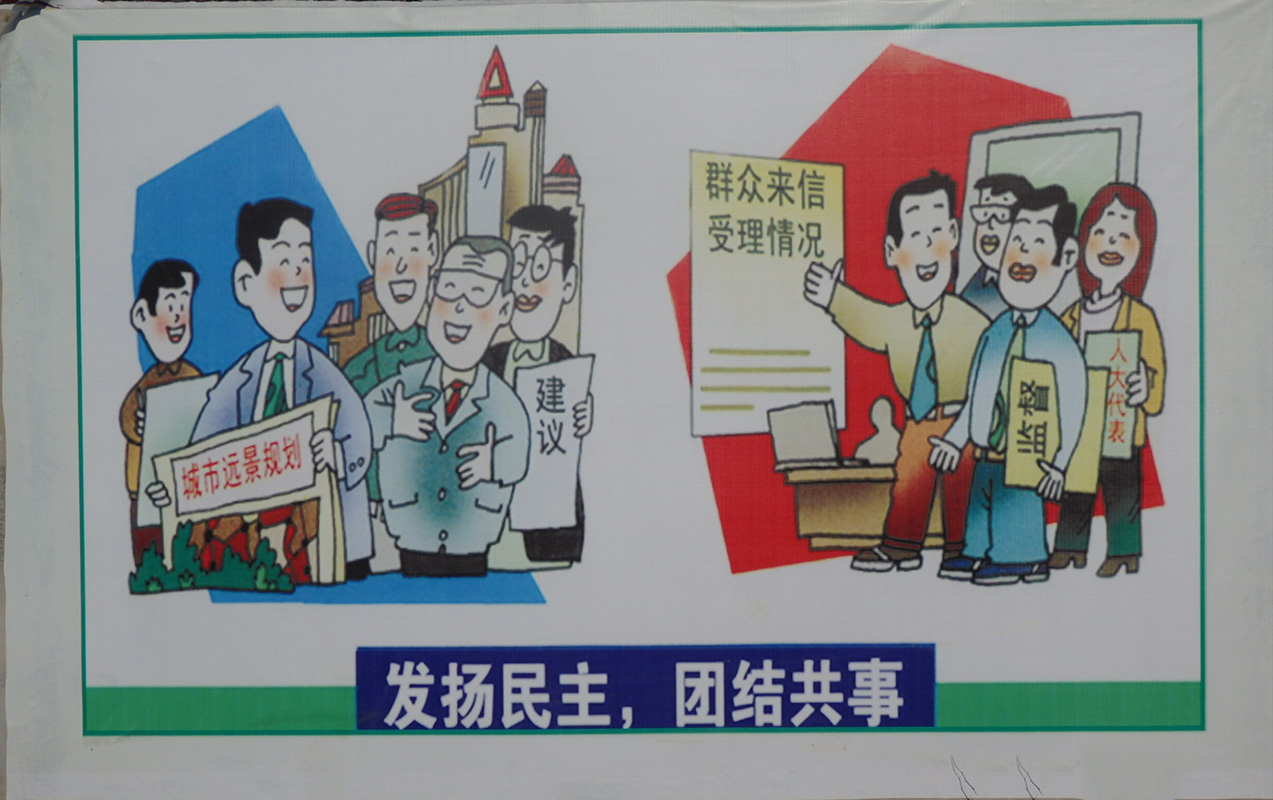 城市远景规划
建议
群众来信
受理情况
监督
人大代表
发扬民主，团结共事